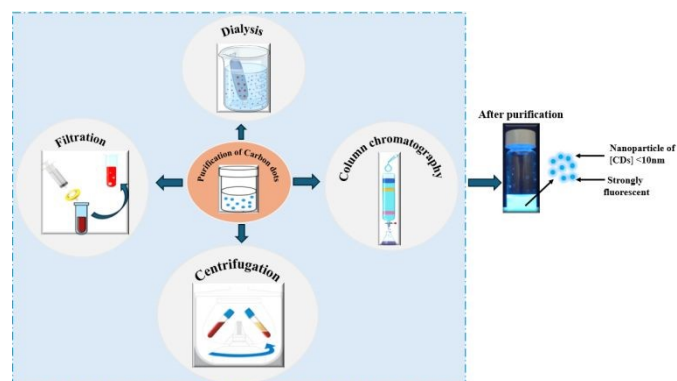 Dialysis
Filtration
Purification of Carbon dots
Column chromatography
Centrifugation
After purification
Nanoparticle of
[CDs] <10nm
Strongly
fluorescent